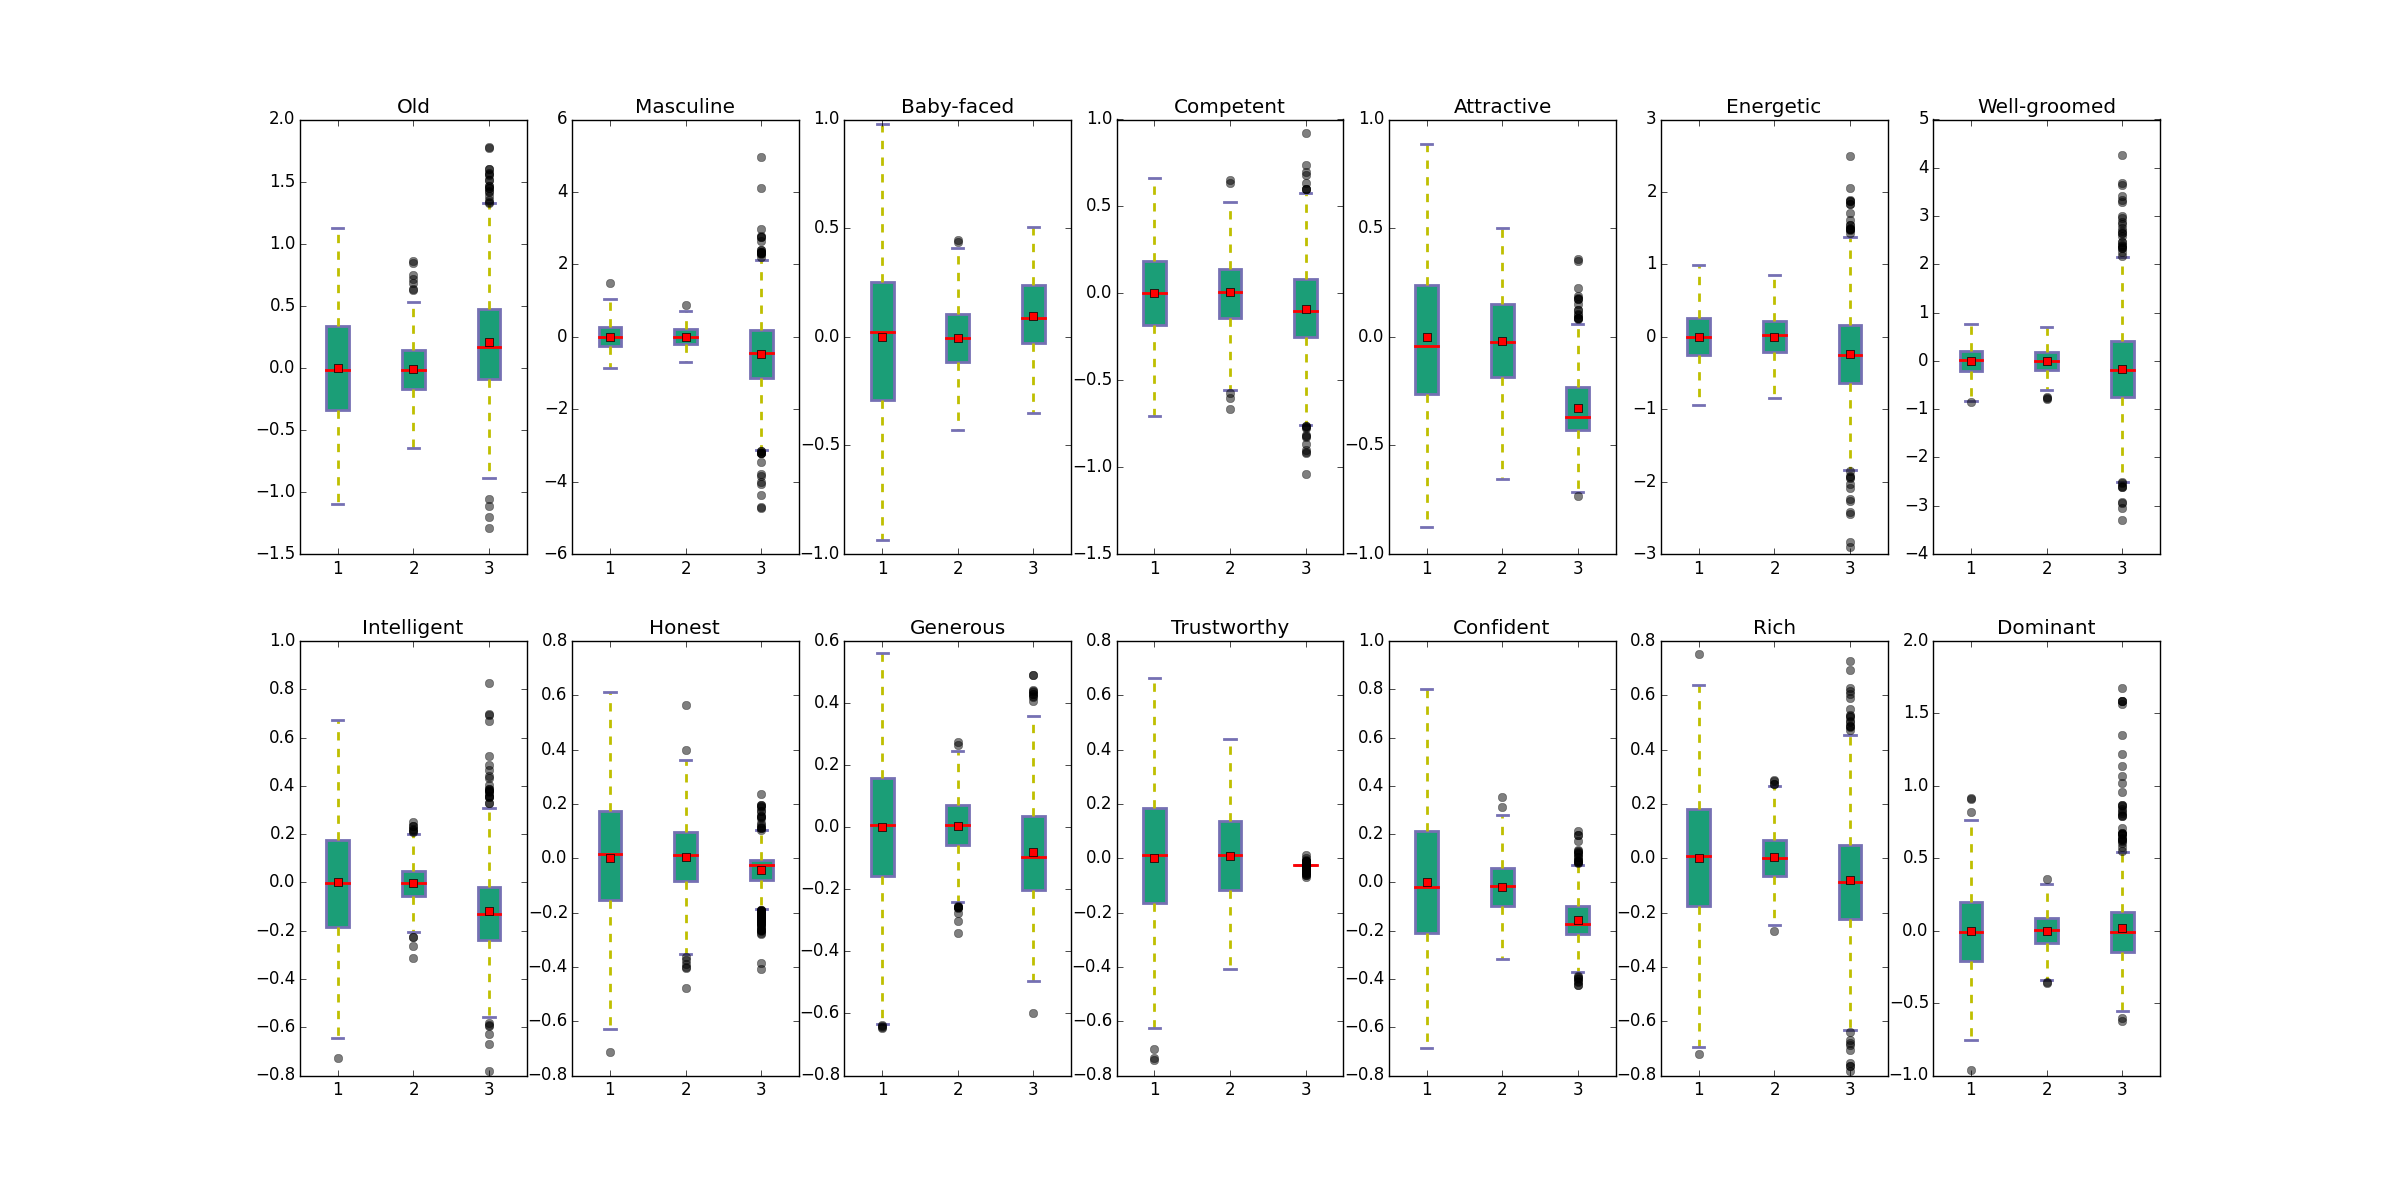 Old Masculine Baby-faced Competent Attractive Energetic Well-groomed
2.0 6 1.0 1.0 1.0 3 5
1.5 4 0.5 0.5 0.5 2 4
1.0 2 0.0 0.0 0.0 1 3
0.5 0 −0.5 −0.5 −0.5 0 2
0.0 −2 −1.0 −1.0 −1.0 −1 1
−0.5 −4 −1.5 −2 0
−1.0 −6 −3 −1
−1.5 −2
−3
−4
1 2 3 1 2 3 1 2 3 1 2 3 1 2 3 1 2 3 1 2 3
Intelligent Honest Generous Trustworthy Confident Rich Dominant
1.0 0.8 0.6 0.8 1.0 0.8 2.0
0.8 0.6 0.4 0.6 0.8 0.6 1.5
0.6 0.4 0.2 0.4 0.6 0.4 1.0
0.4 0.2 0.0 0.2 0.4 0.2 0.5
0.2 0.0 −0.2 0.0 0.2 0.0 0.0
0.0 −0.2 −0.4 −0.2 0.0 −0.2 −0.5
−0.2 −0.4 −0.6 −0.4 −0.2 −0.4 −1.0
−0.4 −0.6 −0.8 −0.6 −0.4 −0.6
−0.6 −0.8 −0.8 −0.6 −0.8
−0.8 −0.8
1 2 3 1 2 3 1 2 3 1 2 3 1 2 3 1 2 3 1 2 3